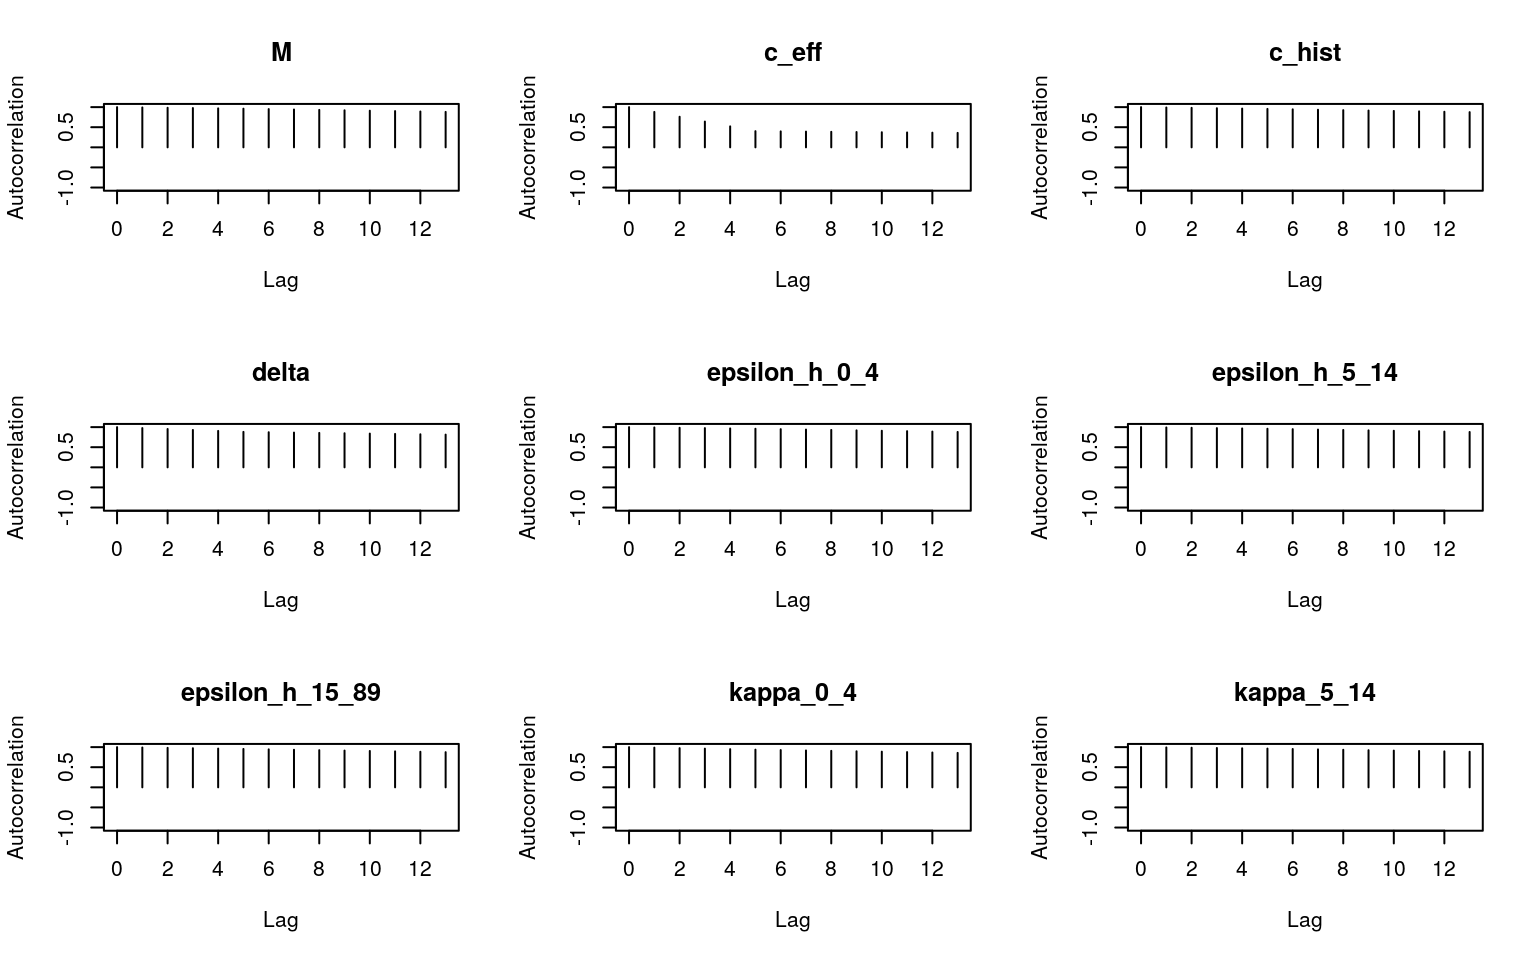 M
c_eff
c_hist
Autocorrelation
0.5
-1.0
Autocorrelation
0.5
-1.0
Autocorrelation
0.5
-1.0
0 2 4 6 8 10 12
0 2 4 6 8 10 12
0 2 4 6 8 10 12
Lag
Lag
Lag
delta
epsilon_h_0_4
epsilon_h_5_14
Autocorrelation
0.5
-1.0
Autocorrelation
0.5
-1.0
Autocorrelation
0.5
-1.0
0 2 4 6 8 10 12
0 2 4 6 8 10 12
0 2 4 6 8 10 12
Lag
Lag
Lag
epsilon_h_15_89
kappa_0_4
kappa_5_14
Autocorrelation
0.5
-1.0
Autocorrelation
0.5
-1.0
Autocorrelation
0.5
-1.0
0 2 4 6 8 10 12
0 2 4 6 8 10 12
0 2 4 6 8 10 12
Lag
Lag
Lag